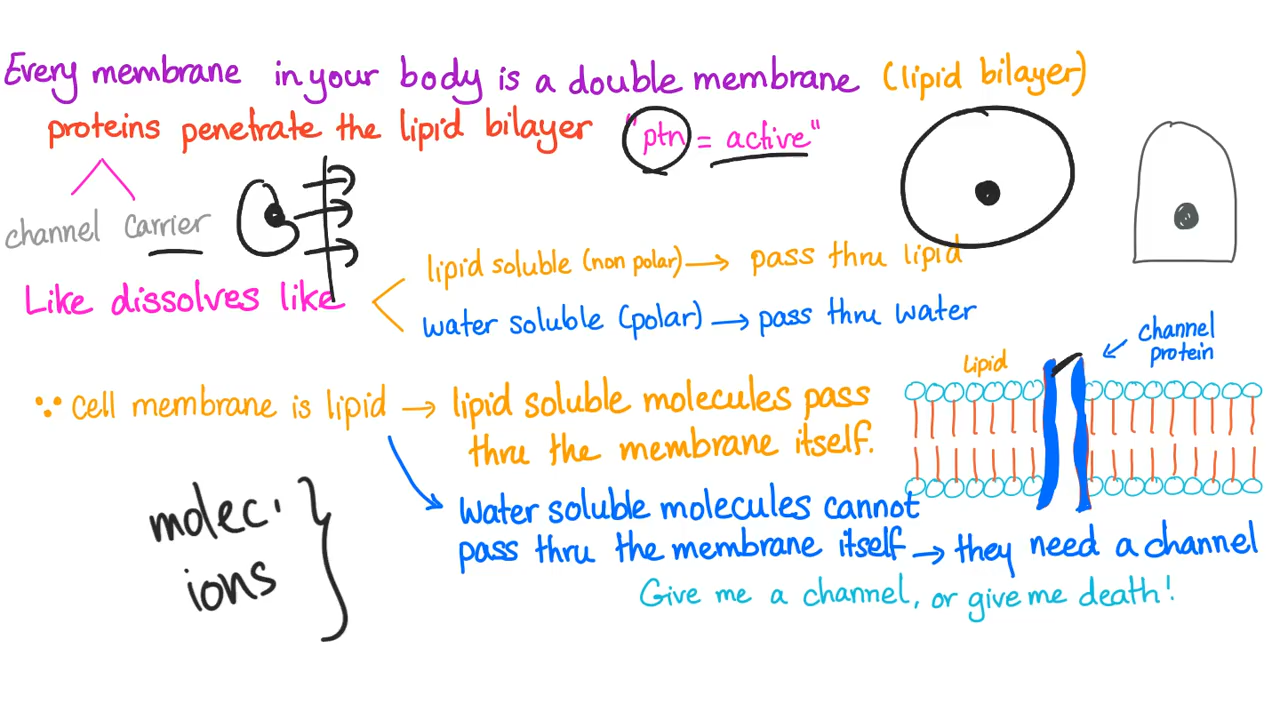 Every membrane in your body is a double membrane (lipid bilayer)
proteins penetrate the lipid bilayer "ptn = active"
channel carrier
Like dissolves like
lipid soluble (non polar) → pass thru lipid
water soluble (polar) → pass thru water
channel protein
Lipid
∵ cell membrane is lipid → lipid soluble molecules pass
thru the membrane itself.
water soluble molecules cannot
pass thru the membrane itself → they need a channel
Give me a channel, or give me death!
molec.
ions